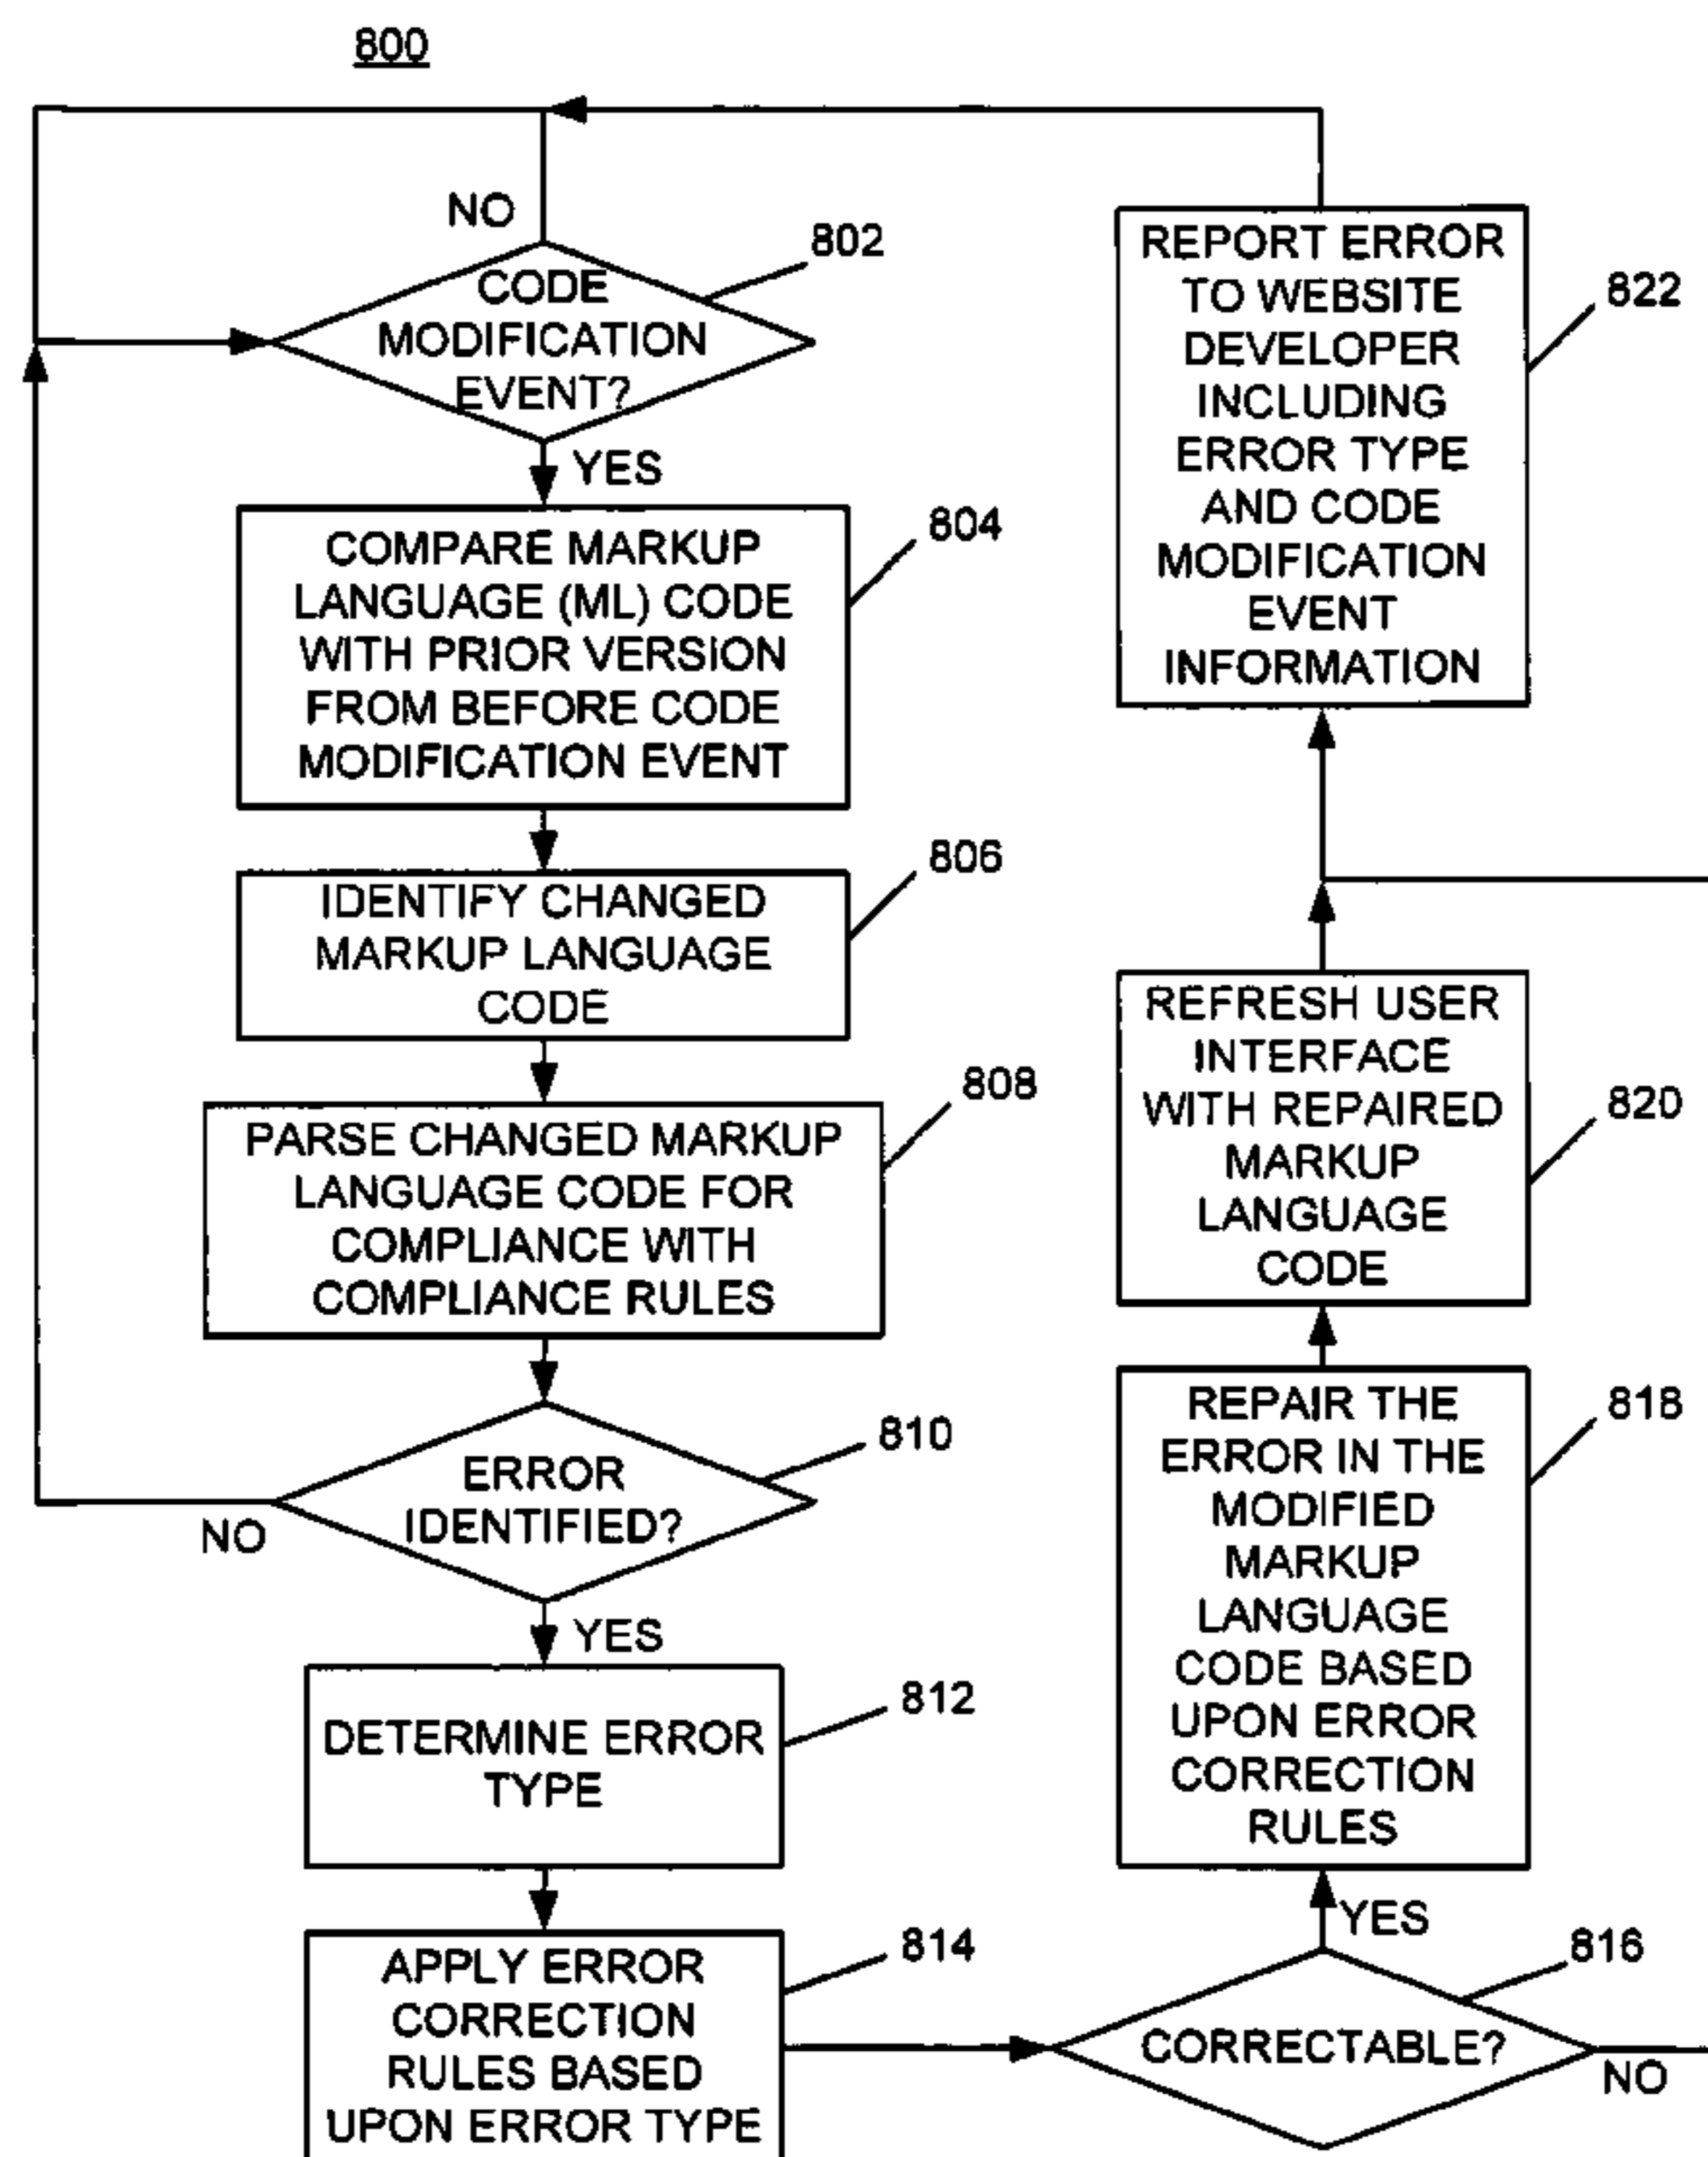 800
NO
802
CODE
MODIFICATION
EVENT?
YES
804
COMPARE MARKUP
LANGUAGE (ML) CODE
WITH PRIOR VERSION
FROM BEFORE CODE
MODIFICATION EVENT
806
IDENTIFY CHANGED
MARKUP LANGUAGE
CODE
808
PARSE CHANGED MARKUP
LANGUAGE CODE FOR
COMPLIANCE WITH
COMPLIANCE RULES
810
ERROR
IDENTIFIED?
NO
YES
812
DETERMINE ERROR
TYPE
814
APPLY ERROR
CORRECTION
RULES BASED
UPON ERROR TYPE
816
CORRECTABLE?
NO
YES
818
REPAIR THE
ERROR IN THE
MODIFIED
MARKUP
LANGUAGE
CODE BASED
UPON ERROR
CORRECTION
RULES
820
REFRESH USER
INTERFACE
WITH REPAIRED
MARKUP
LANGUAGE
CODE
822
REPORT ERROR
TO WEBSITE
DEVELOPER
INCLUDING
ERROR TYPE
AND CODE
MODIFICATION
EVENT
INFORMATION